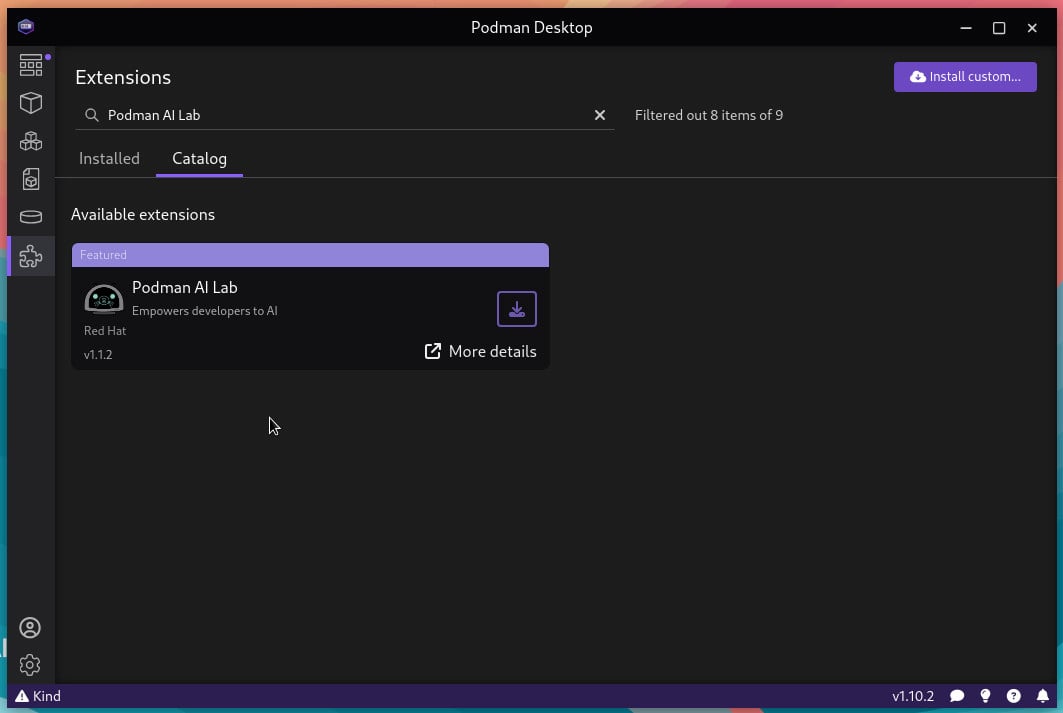 Podman Desktop
Extensions
Install custom...
Podman AI Lab
Filtered out 8 items of 9
Installed
Catalog
Available extensions
Featured
Podman AI Lab
Empowers developers to AI
Red Hat
v1.1.2
More details
Kind
v1.10.2